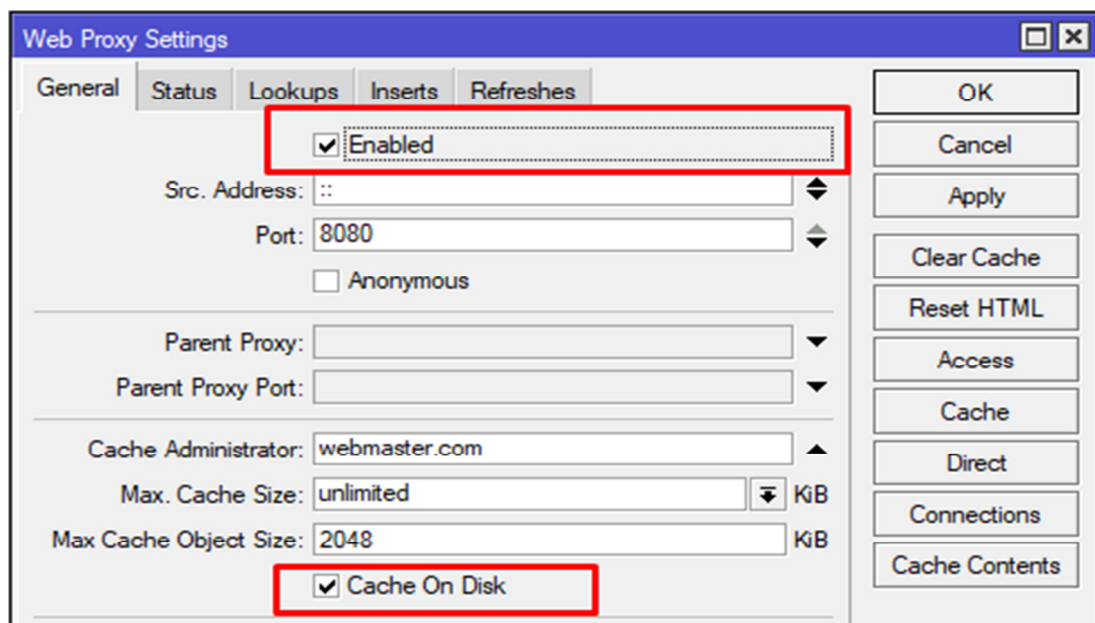 Web Proxy Settings
General Status Lookups Inserts Refreshes
Enabled
Src. Address: ::
Port: 8080
Anonymous
Parent Proxy:
Parent Proxy Port:
Cache Administrator: webmaster.com
Max. Cache Size: unlimited KiB
Max Cache Object Size: 2048 KiB
Cache On Disk
OK
Cancel
Apply
Clear Cache
Reset HTML
Access
Cache
Direct
Connections
Cache Contents